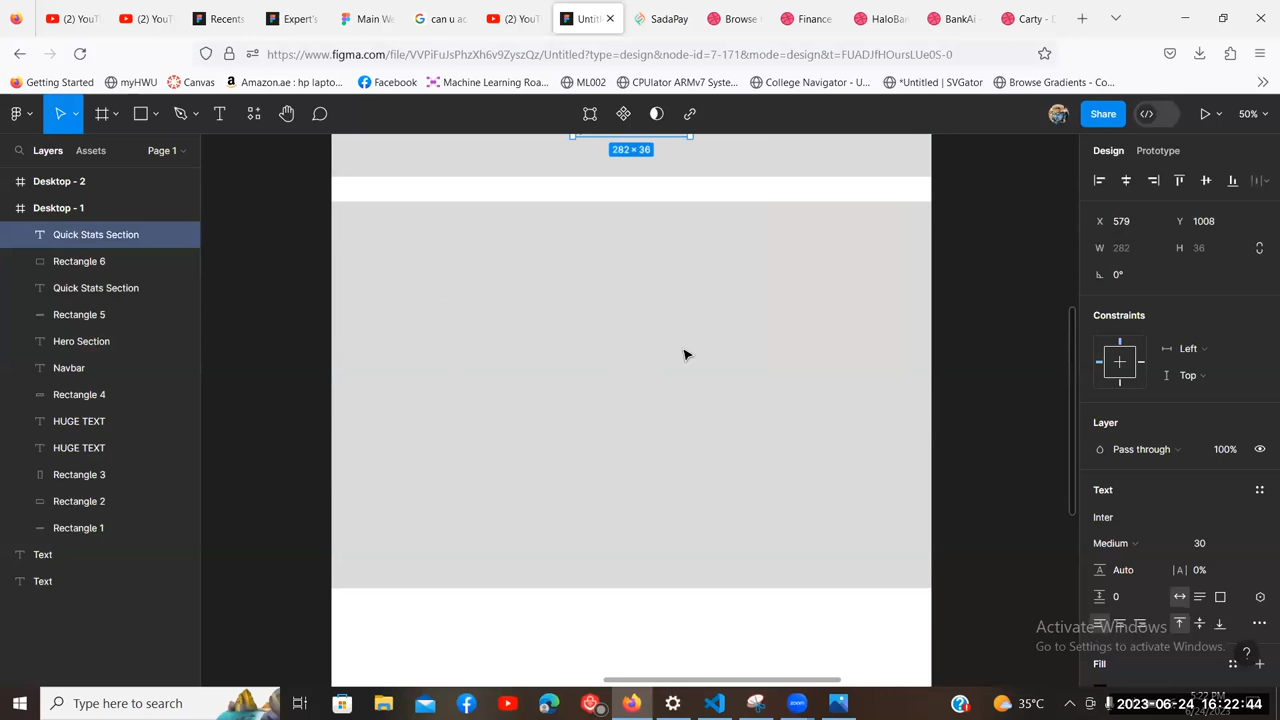 (2) YouT
(2) YouT
Recents
Expert's
Main We
can u ac
(2) YouT
Untitl
SadaPay
Browse
Finance
HaloBan
BankAi -
Carty - D
https://www.figma.com/file/VVPiFuJsPhzXh6v9ZyszQz/Untitled?type=design&node-id=7-171&mode=design&t=FUADJfHOursLUe0S-0
Getting Started
myHWU
Canvas
Amazon.ae : hp lapto...
Facebook
Machine Learning Roa...
ML002
CPUlator ARMv7 Syste...
College Navigator - U...
*Untitled | SVGator
Browse Gradients - Co...
Share
50%
Layers
Assets
Page 1
Desktop - 2
Desktop - 1
Quick Stats Section
Rectangle 6
Quick Stats Section
Rectangle 5
Hero Section
Navbar
Rectangle 4
HUGE TEXT
HUGE TEXT
Rectangle 3
Rectangle 2
Rectangle 1
Text
Text
282 × 36
Design
Prototype
X 579
Y 1008
W 282
H 36
0°
Constraints
Left
Top
Layer
Pass through
100%
Text
Inter
Medium
30
Auto
0%
0
Activate Windows
Go to Settings to activate Windows.
Fill
Type here to search
35°C
5:22 PM
6/24/2023
2023-06-24 16:22:44